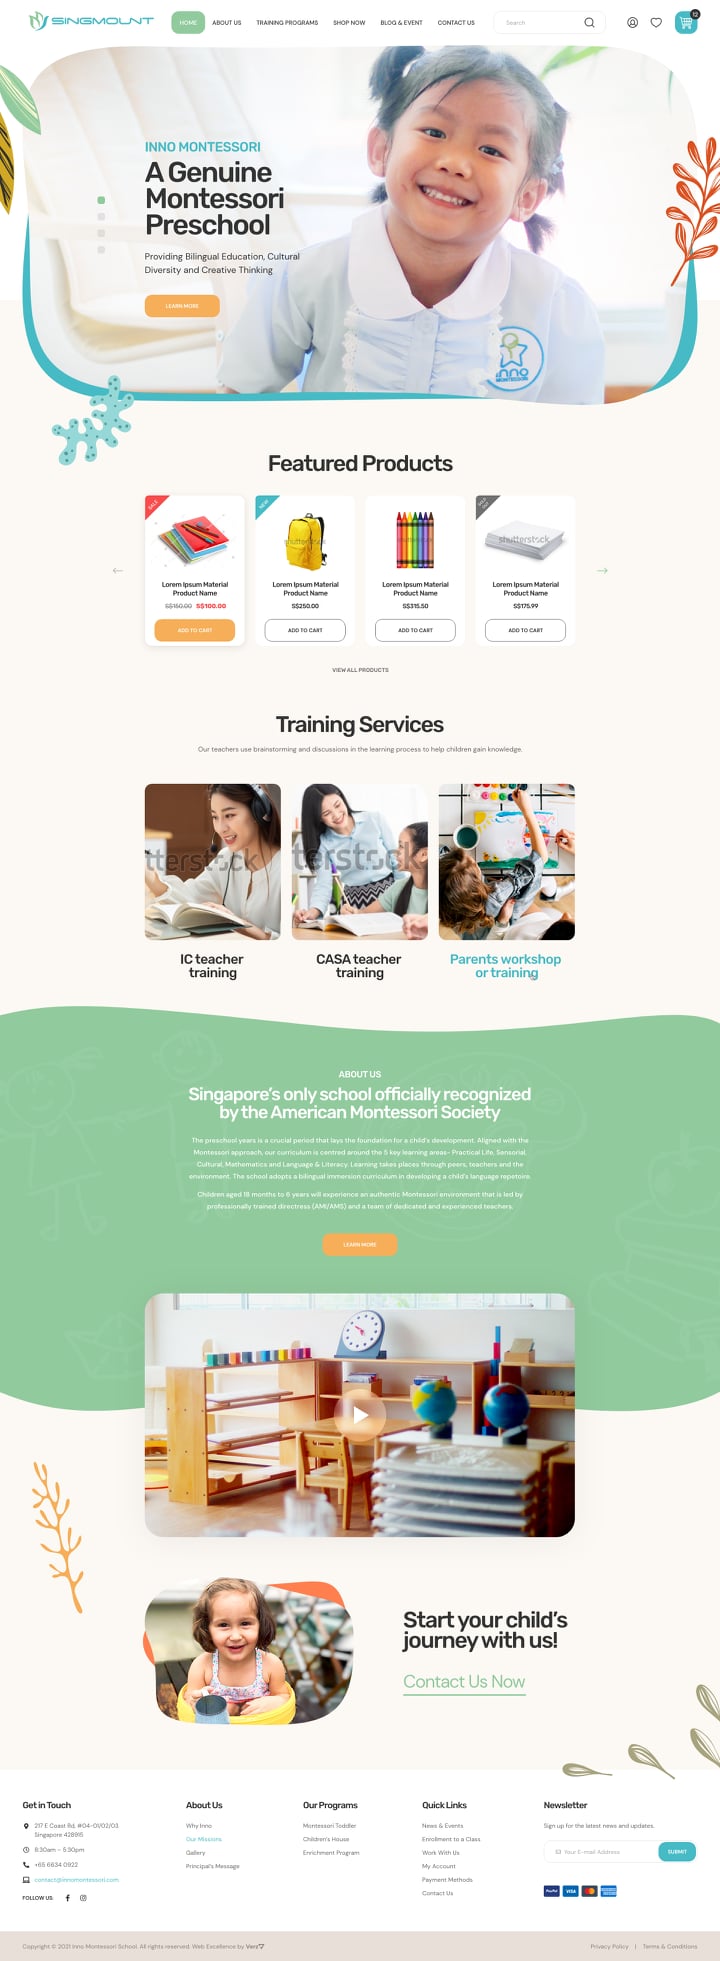 SINGMOUNT
HOME
ABOUT US
TRAINING PROGRAMS
SHOP NOW
BLOG & EVENT
CONTACT US
Search
12
INNO MONTESSORI
A Genuine
Montessori
Preschool
Providing Bilingual Education, Cultural
Diversity and Creative Thinking
LEARN MORE
inno
MONTESSORI
Featured Products
SALE
NEW
SOLD OUT
shutterstock
shutterstock
shutterstock
Lorem Ipsum Material
Product Name
S$150.00 S$100.00
ADD TO CART
Lorem Ipsum Material
Product Name
S$250.00
ADD TO CART
Lorem Ipsum Material
Product Name
S$315.50
ADD TO CART
Lorem Ipsum Material
Product Name
S$175.99
ADD TO CART
VIEW ALL PRODUCTS
Training Services
Our teachers use brainstorming and discussions in the learning process to help children gain knowledge.
tterstock
terstock
IC teacher
training
CASA teacher
training
Parents workshop
or training
ABOUT US
Singapore's only school officially recognized
by the American Montessori Society
The preschool years is a crucial period that lays the foundation for a child's development. Aligned with the
Montessori approach, our curriculum is centred around the 5 key learning areas- Practical Life, Sensorial,
Cultural, Mathematics and Language & Literacy. Learning takes places through peers, teachers and the
environment. The school adopts a bilingual immersion curriculum in developing a child's language repetoire.
Children aged 18 months to 6 years will experience an authentic Montessori environment that is led by
professionally trained directress (AMI/AMS) and a team of dedicated and experienced teachers.
LEARN MORE
Start your child's
journey with us!
Contact Us Now
Get in Touch
217 E Coast Rd, #04-01/02/03
Singapore 428915
8:30am – 5:30pm
+65 6634 0922
contact@innomontessori.com
FOLLOW US:
About Us
Why Inno
Our Missions
Gallery
Principal's Message
Our Programs
Montessori Toddler
Children's House
Enrichment Program
Quick Links
News & Events
Enrollment to a Class
Work With Us
My Account
Payment Methods
Contact Us
Newsletter
Sign up for the latest news and updates.
Your E-mail Address
SUBMIT
PayPal
VISA
Copyright © 2021 Inno Montessori School. All rights reserved. Web Excellence by Verz
Privacy Policy | Terms & Conditions